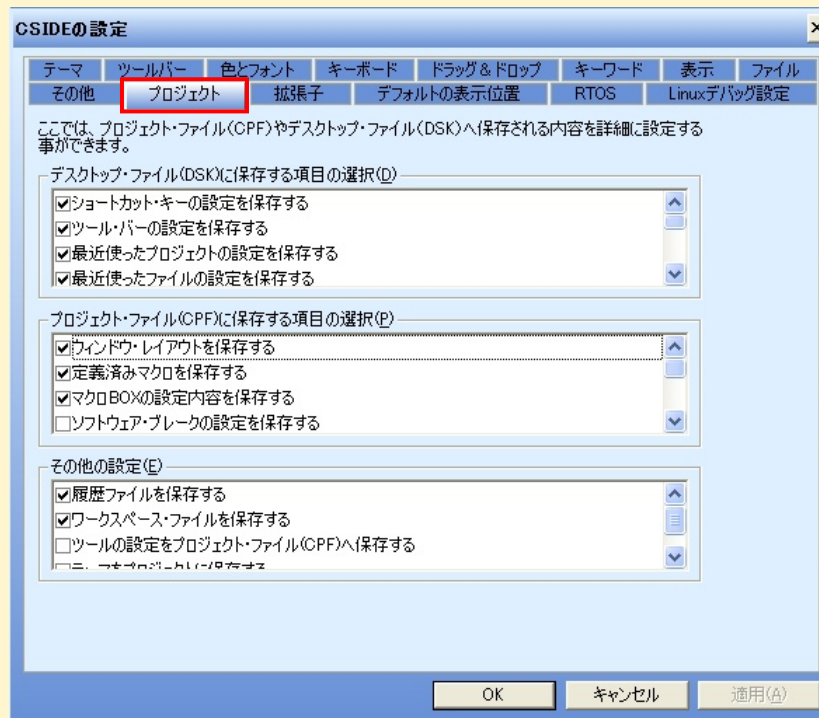 CSIDEの設定
テーマ ツールバー 色とフォント キーボード ドラッグ＆ドロップ キーワード 表示 ファイル
その他 プロジェクト 拡張子 デフォルトの表示位置 RTOS Linuxデバッグ設定
ここでは、プロジェクト・ファイル(CPF)やデスクトップ・ファイル(DSK)へ保存される内容を詳細に設定する
事ができます。
デスクトップ・ファイル(DSK)に保存する項目の選択(D)
ショートカット・キーの設定を保存する
ツール・バーの設定を保存する
最近使ったプロジェクトの設定を保存する
最近使ったファイルの設定を保存する
プロジェクト・ファイル(CPF)に保存する項目の選択(P)
ウィンドウ・レイアウトを保存する
定義済みマクロを保存する
マクロBOXの設定内容を保存する
ソフトウェア・ブレークの設定を保存する
その他の設定(E)
履歴ファイルを保存する
ワークスペース・ファイルを保存する
ツールの設定をプロジェクト・ファイル(CPF)へ保存する
OK キャンセル 適用(A)